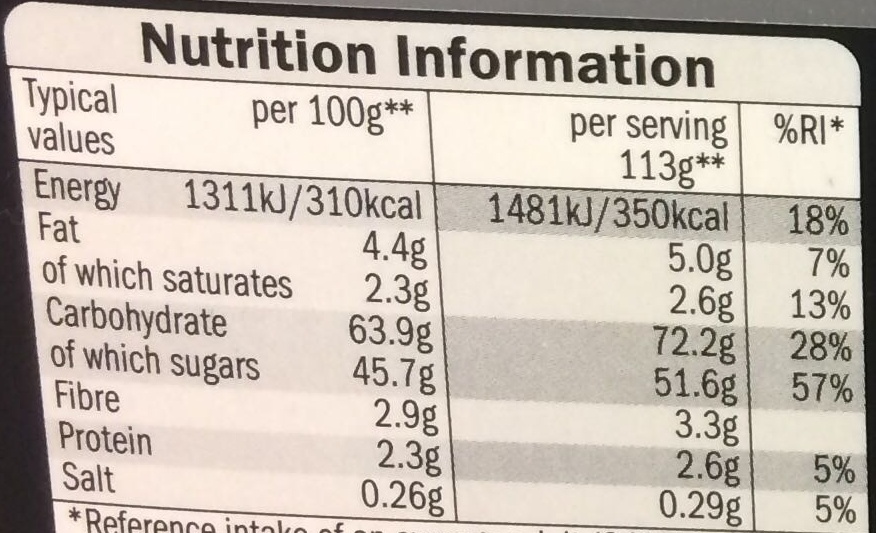 Nutrition Information
Typical values per 100g** per serving 113g** %RI*
Energy 1311kJ/310kcal 1481kJ/350kcal 18%
Fat 4.4g 5.0g 7%
of which saturates 2.3g 2.6g 13%
Carbohydrate 63.9g 72.2g 28%
of which sugars 45.7g 51.6g 57%
Fibre 2.9g 3.3g
Protein 2.3g 2.6g 5%
Salt 0.26g 0.29g 5%
*Reference intake of an